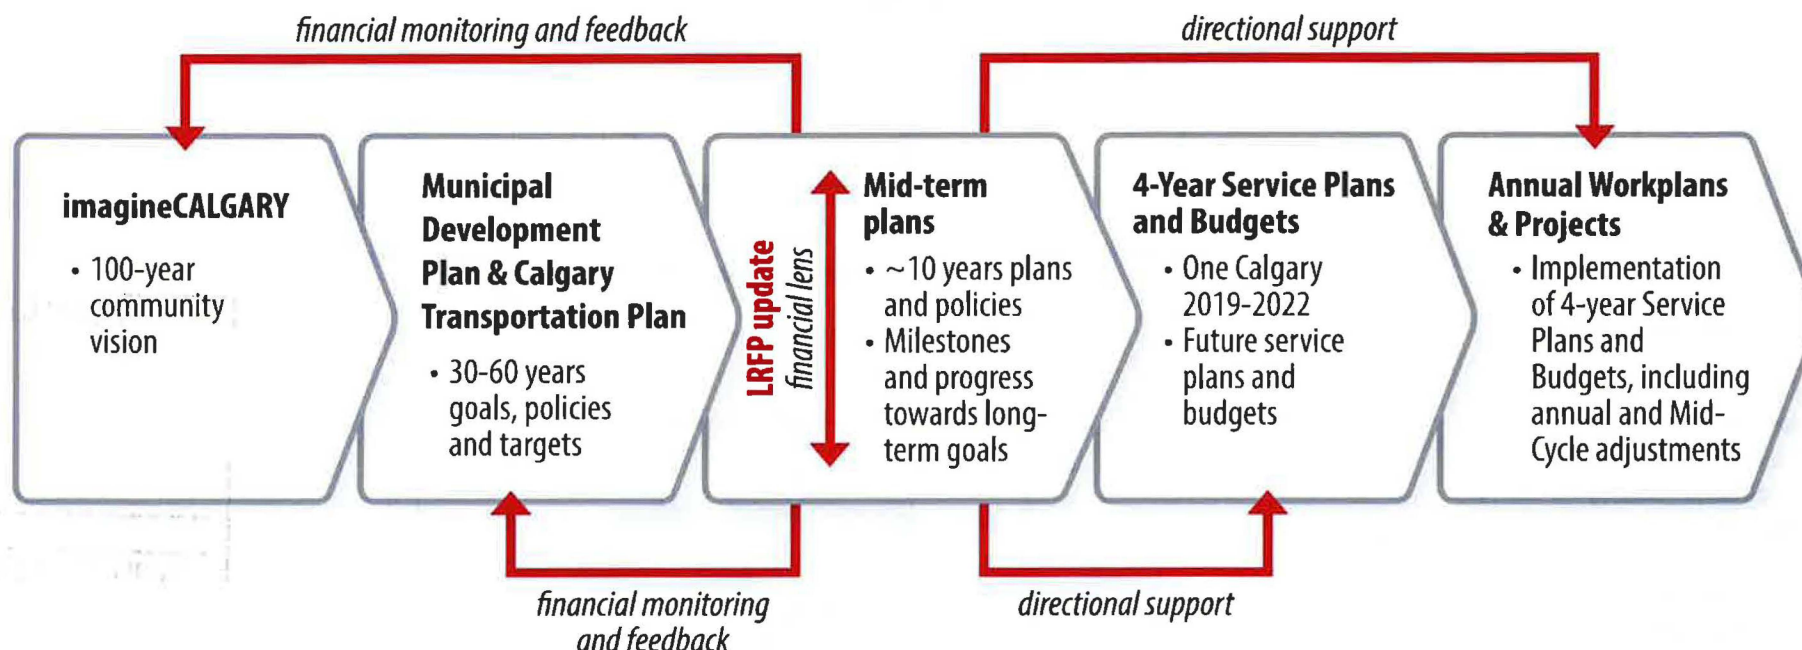 financial monitoring and feedback
directional support
imagineCALGARY
• 100-year
community
vision
Municipal
Development
Plan & Calgary
Transportation Plan
• 30-60 years
goals, policies
and targets
LRFP update
financial lens
Mid-term
plans
• ~10 years plans
and policies
• Milestones
and progress
towards long-
term goals
4-Year Service Plans
and Budgets
• One Calgary
2019-2022
• Future service
plans and
budgets
Annual Workplans
& Projects
• Implementation
of 4-year Service
Plans and
Budgets, including
annual and Mid-
Cycle adjustments
financial monitoring
and feedback
directional support